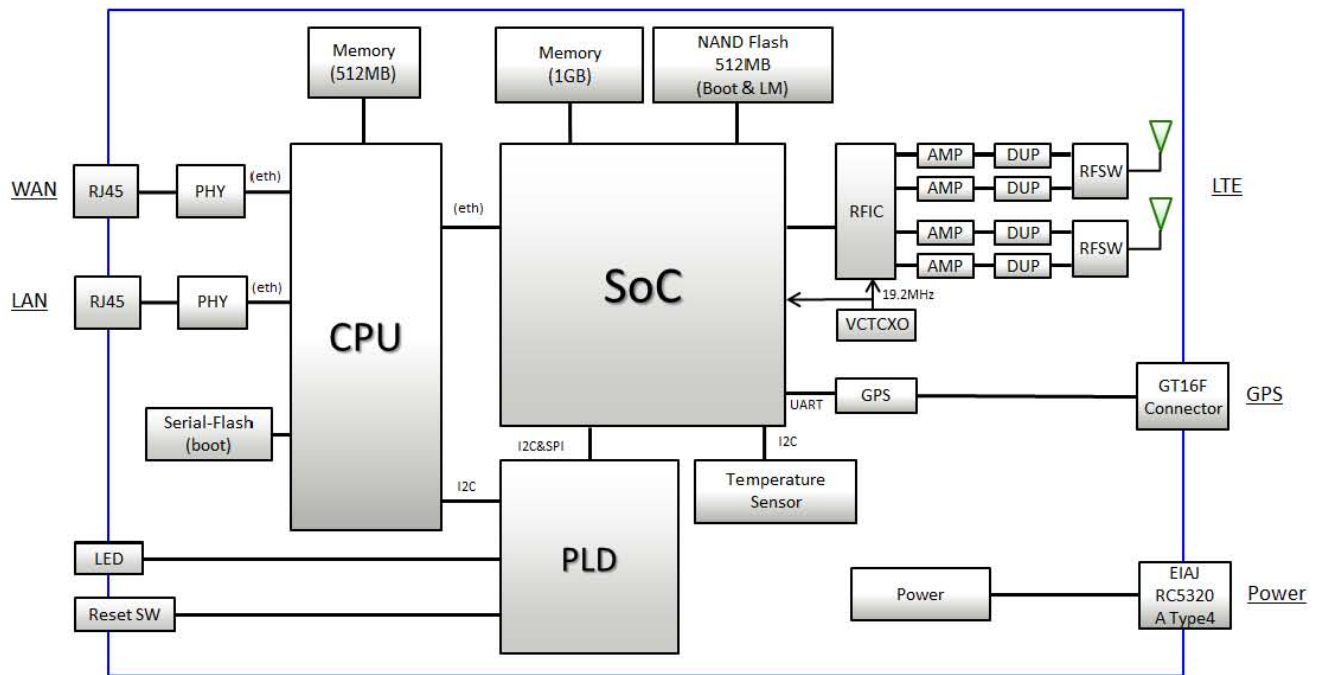 Memory
(512MB)
Memory
(1GB)
NAND Flash
512MB
(Boot & LM)
WAN
RJ45
PHY
(eth)
LAN
RJ45
PHY
(eth)
CPU
(eth)
SoC
RFIC
AMP
DUP
AMP
DUP
RFSW
AMP
DUP
AMP
DUP
RFSW
LTE
19.2MHz
VCTCXO
UART
GPS
GT16F
Connector
GPS
Serial-Flash
(boot)
I2C&SPI
I2C
Temperature
Sensor
I2C
PLD
LED
Reset SW
Power
EIAJ
RC5320
A Type4
Power